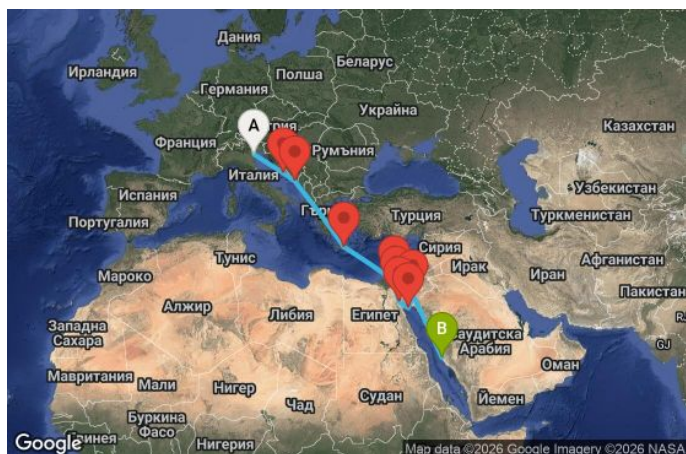 Дания
Ирландия
Беларус
Полша
Германия
Украйна
A
Казахстан
Франция
Румъния
Италия
Узбекистан
Испания
Турция
Туркменистан
Португалия
Сирия
Афганистан
Тунис
Ирак
Иран
Мароко
Пакистан
Алжир
Либия
Египет
B
Западна
Сахара
GJ
Арабия
Оман
Мавритания
Мали
Нигер
Судан
Йемен
Чад
Буркина
Фасо
Нигерия
Google
Map data ©2026 Google Imagery ©2026 NASA